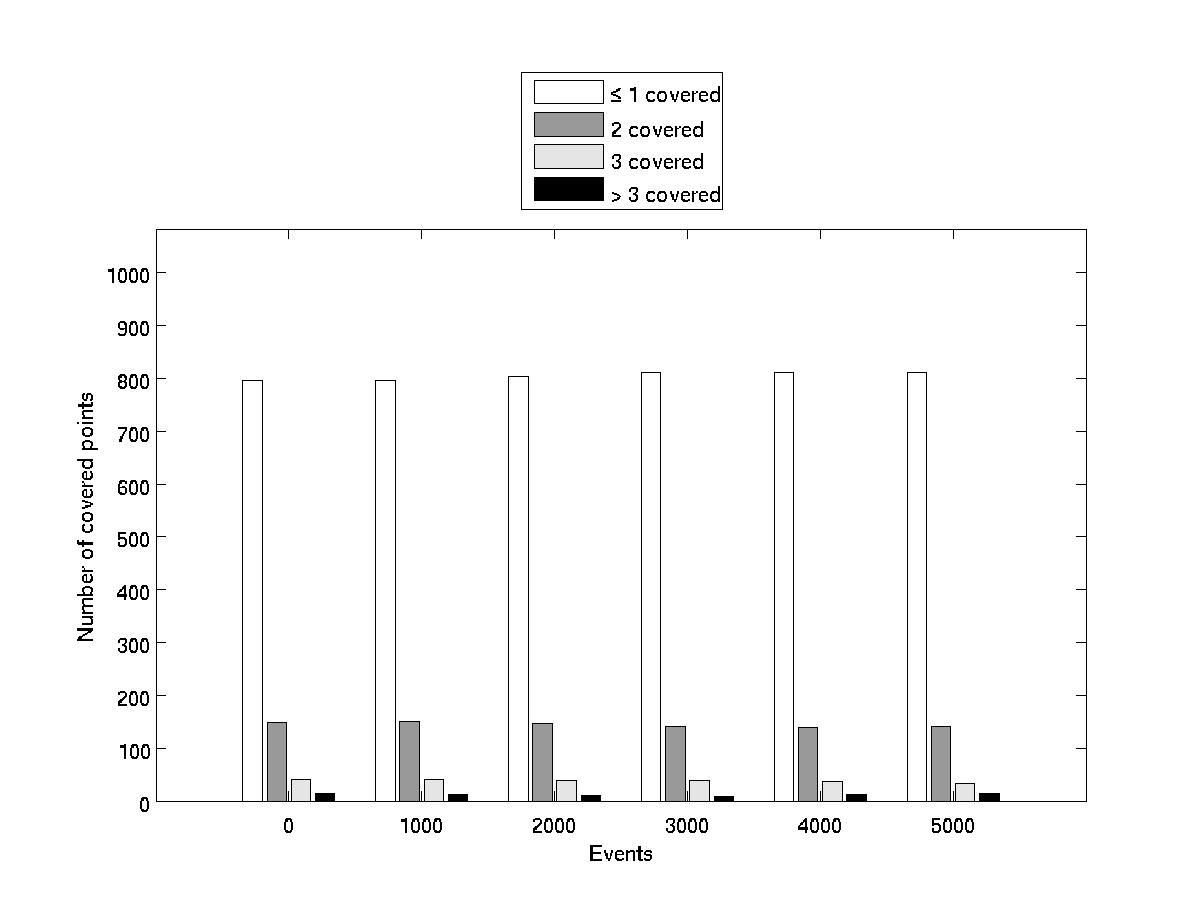 ≤ 1 covered
2 covered
3 covered
> 3 covered
1000
900
800
700
600
500
400
300
200
100
0
Number of covered points
0 1000 2000 3000 4000 5000
Events